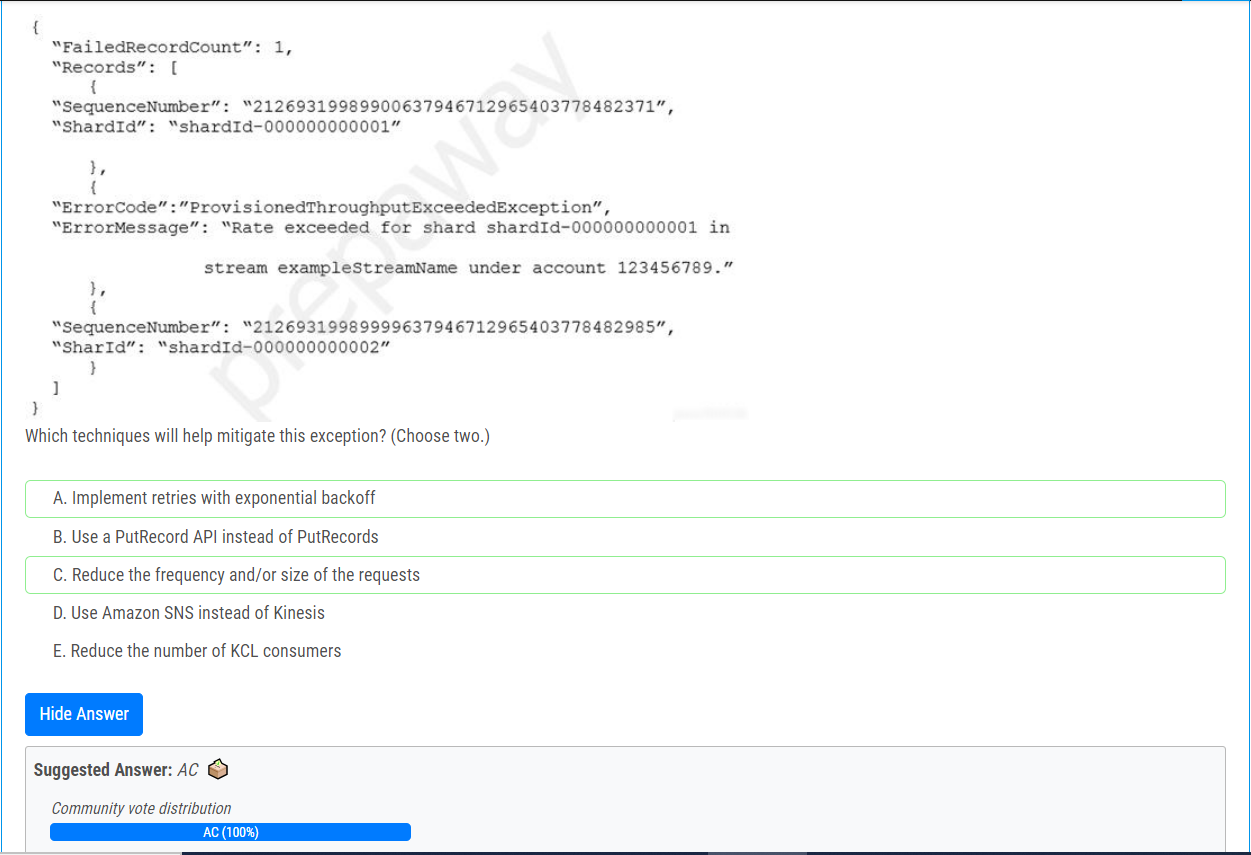 {
“FailedRecordCount”: 1,
“Records”: [
{
“SequenceNumber”: “21269319989900637946712965403778482371”,
“ShardId”: “shardId-000000000001”
},
{
“ErrorCode”:”ProvisionedThroughputExceededException”,
“ErrorMessage”: “Rate exceeded for shard shardId-000000000001 in
stream exampleStreamName under account 123456789.”
},
{
“SequenceNumber”: “21269319989999637946712965403778482985”,
“SharId”: “shardId-000000000002”
}
]
}
prepaway
Which techniques will help mitigate this exception? (Choose two.)
A. Implement retries with exponential backoff
B. Use a PutRecord API instead of PutRecords
C. Reduce the frequency and/or size of the requests
D. Use Amazon SNS instead of Kinesis
E. Reduce the number of KCL consumers
Hide Answer
Suggested Answer: AC
Community vote distribution
AC (100%)